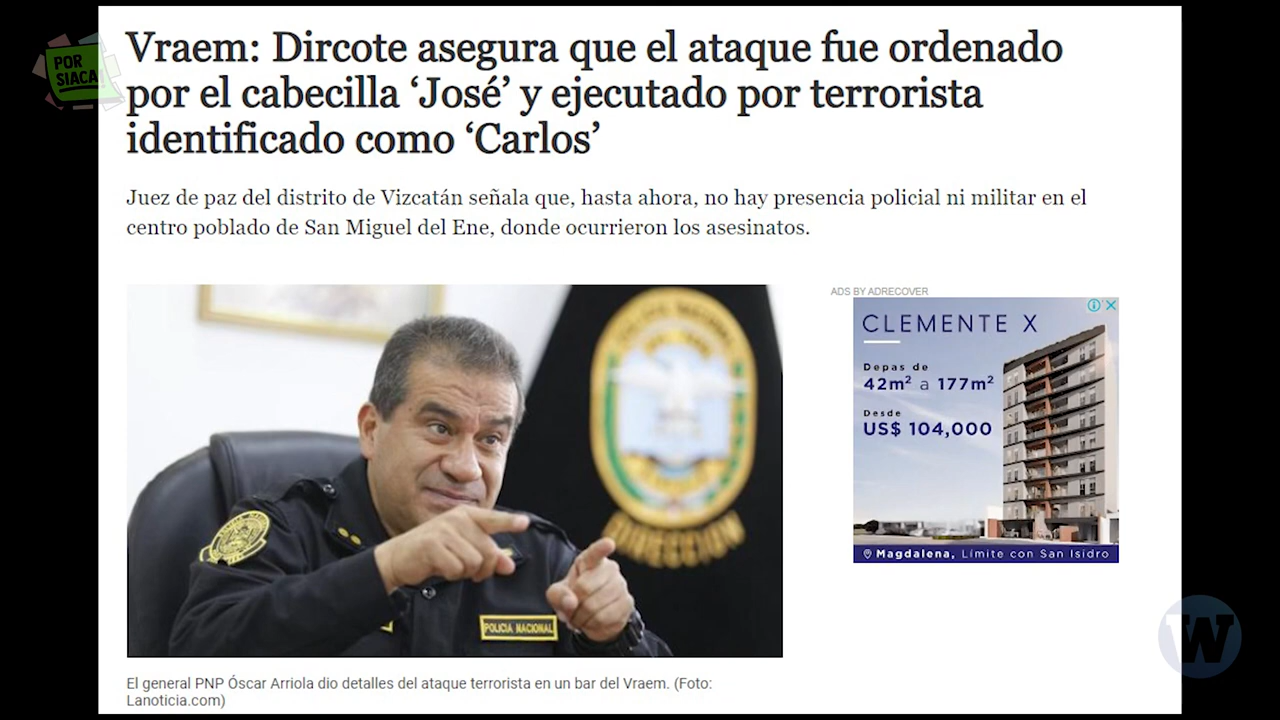 POR
SIACA!
Vraem: Dircote asegura que el ataque fue ordenado
por el cabecilla ‘José’ y ejecutado por terrorista
identificado como ‘Carlos’
Juez de paz del distrito de Vizcatán señala que, hasta ahora, no hay presencia policial ni militar en el
centro poblado de San Miguel del Ene, donde ocurrieron los asesinatos.
DIRECCION
POLICIA NACIONAL
El general PNP Óscar Arriola dio detalles del ataque terrorista en un bar del Vraem. (Foto:
Lanoticia.com)
ADS BY ADRECOVER
CLEMENTE X
Depas de
42m² a 177m²
Desde
US$ 104,000
Magdalena, Límite con San Isidro
W